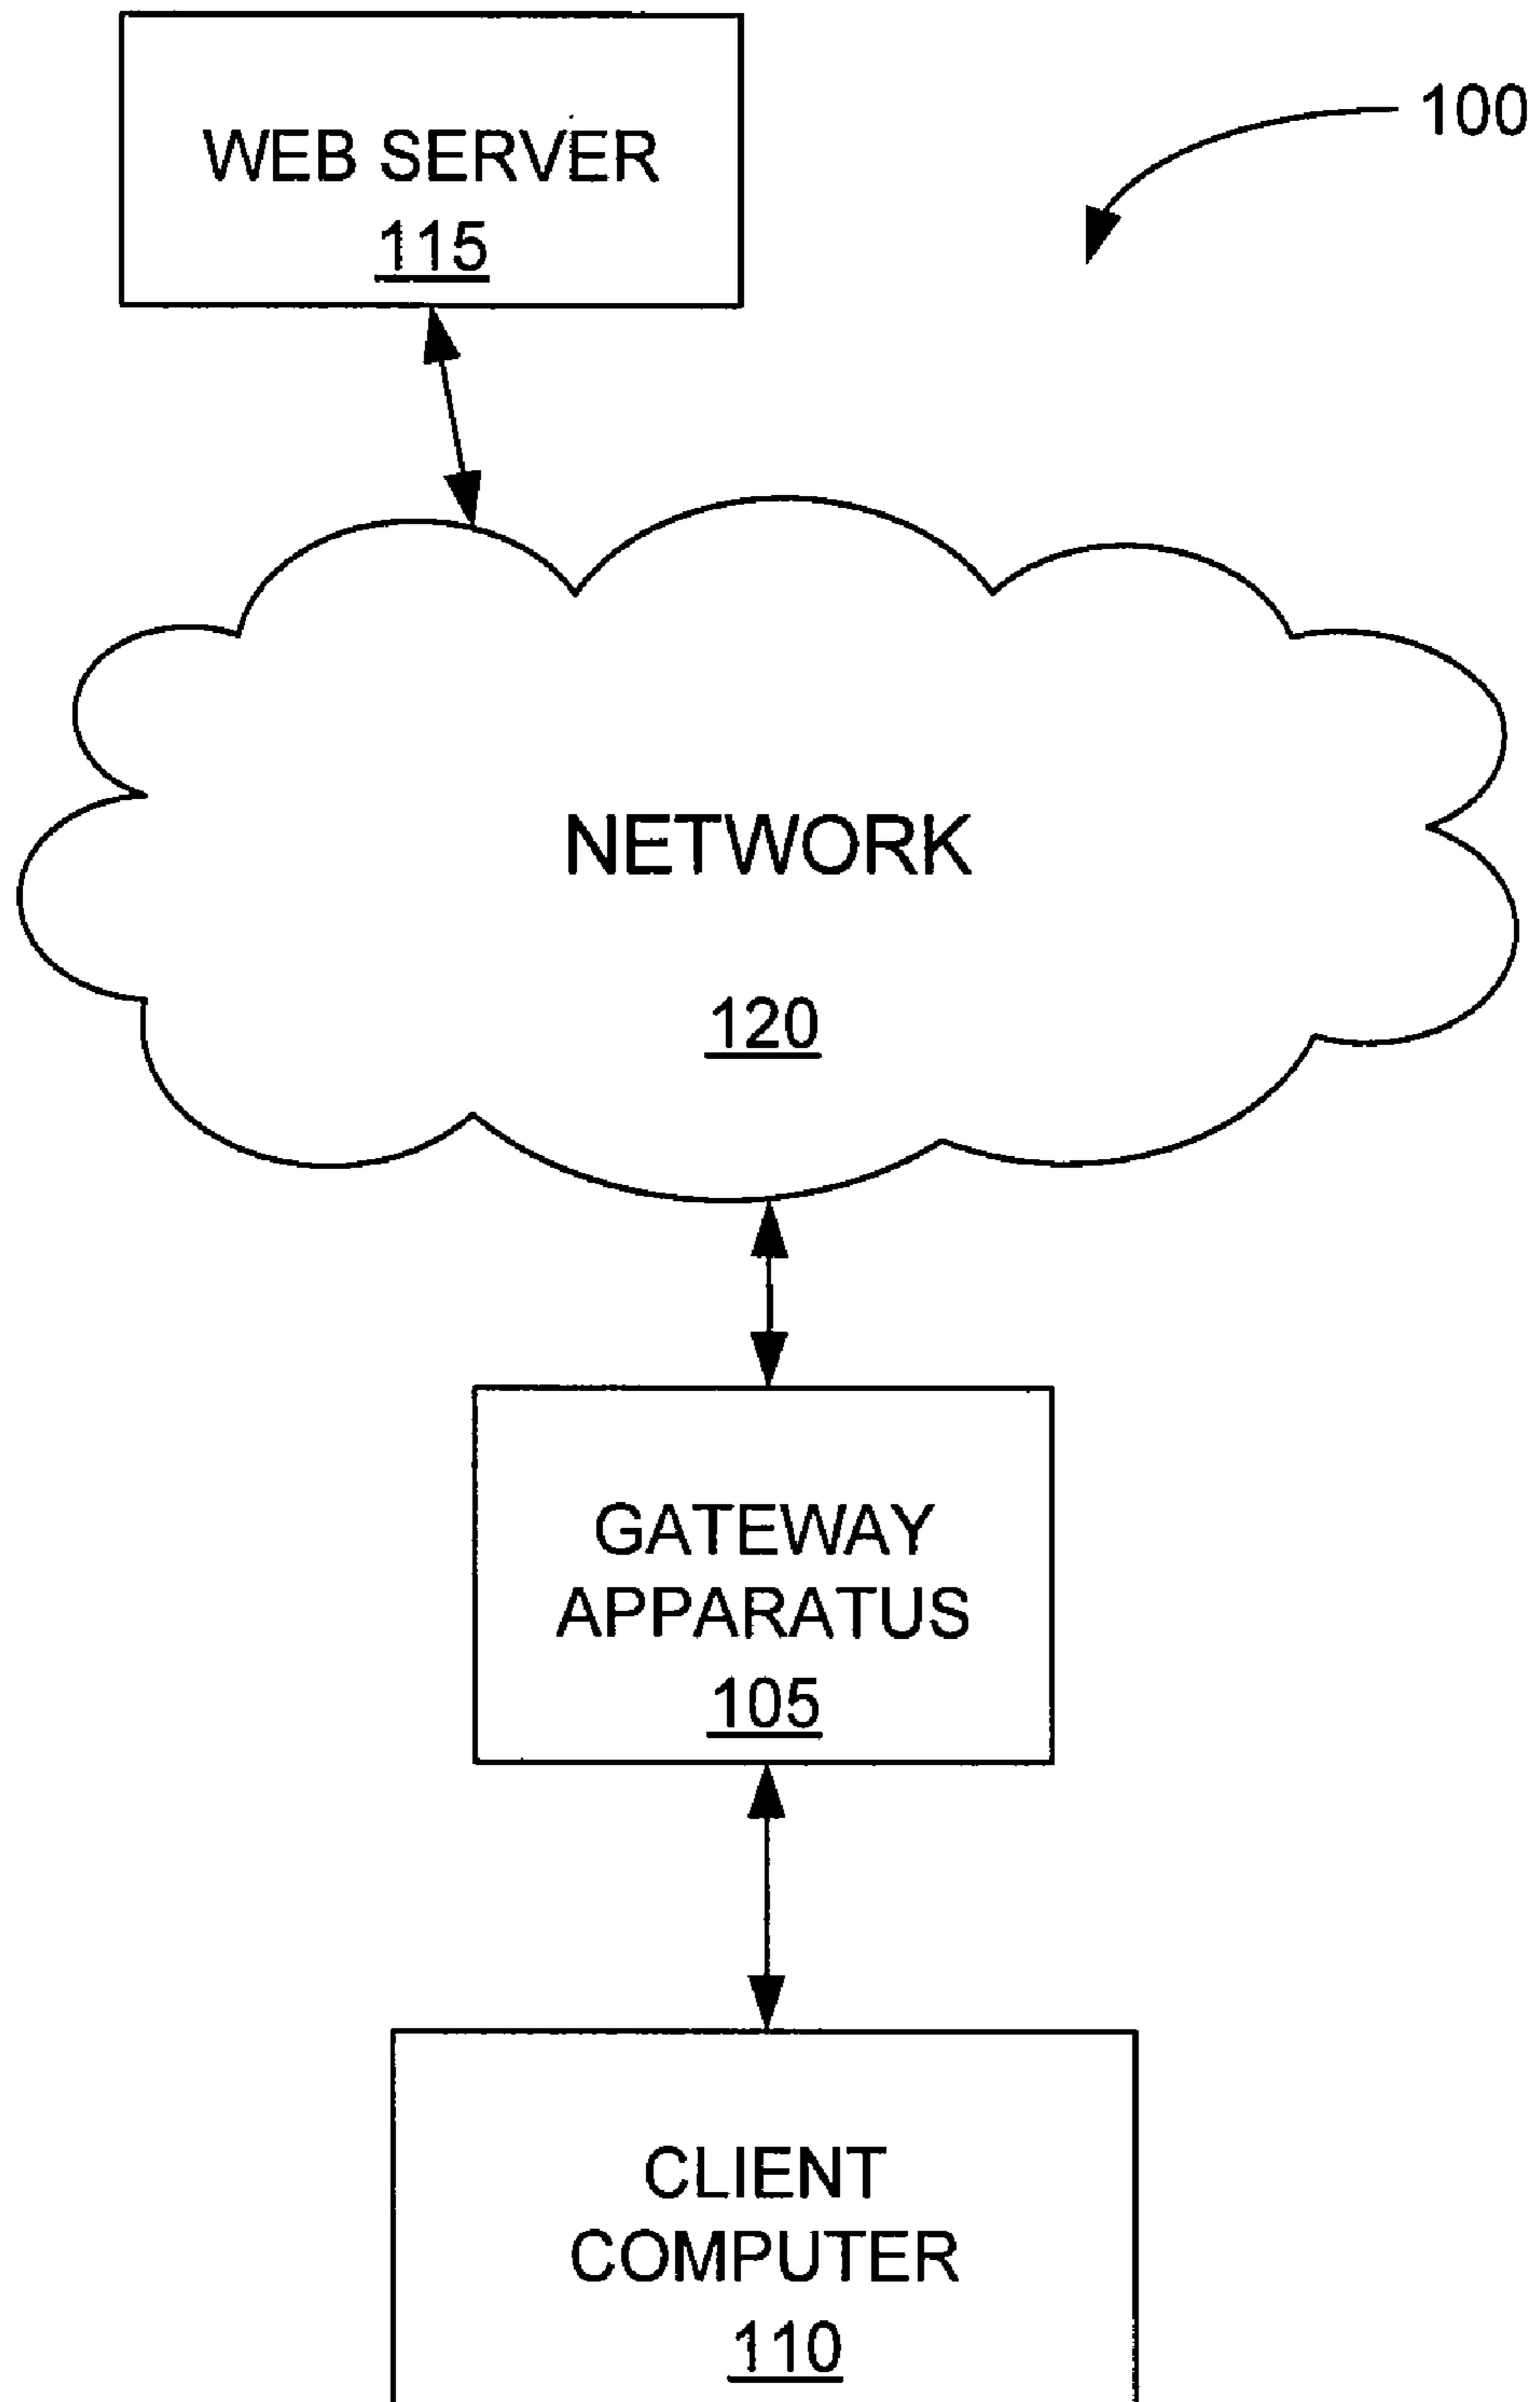 100
WEB SERVER
115
NETWORK
120
GATEWAY
APPARATUS
105
CLIENT
COMPUTER
110